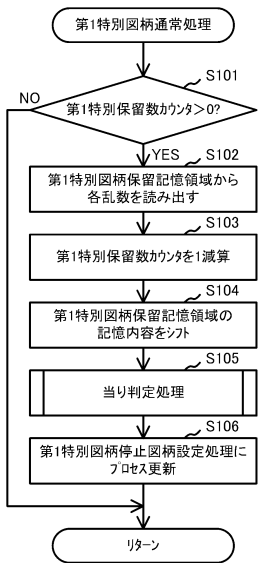 第1特別図柄通常処理
S101
NO
第1特別保留数カウンタ>0?
YES
S102
第1特別図柄保留記憶領域から
各乱数を読み出す
S103
第1特別保留数カウンタを1減算
S104
第1特別図柄保留記憶領域の
記憶内容をシフト
S105
当り判定処理
S106
第1特別図柄停止図柄設定処理に
プロセス更新
リターン